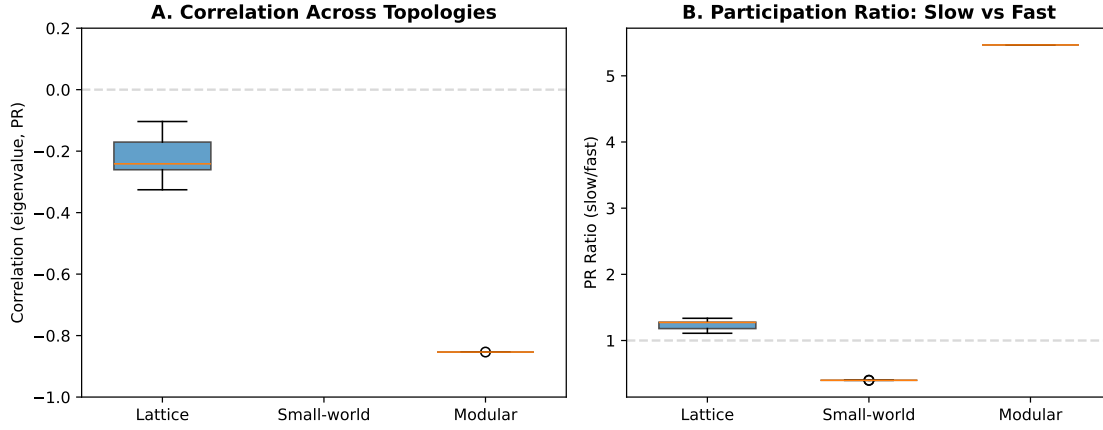 A. Correlation Across Topologies
Correlation (eigenvalue, PR)
0.2
0.0
−0.2
−0.4
−0.6
−0.8
−1.0
Lattice
Small-world
Modular
B. Participation Ratio: Slow vs Fast
PR Ratio (slow/fast)
5
4
3
2
1
Lattice
Small-world
Modular